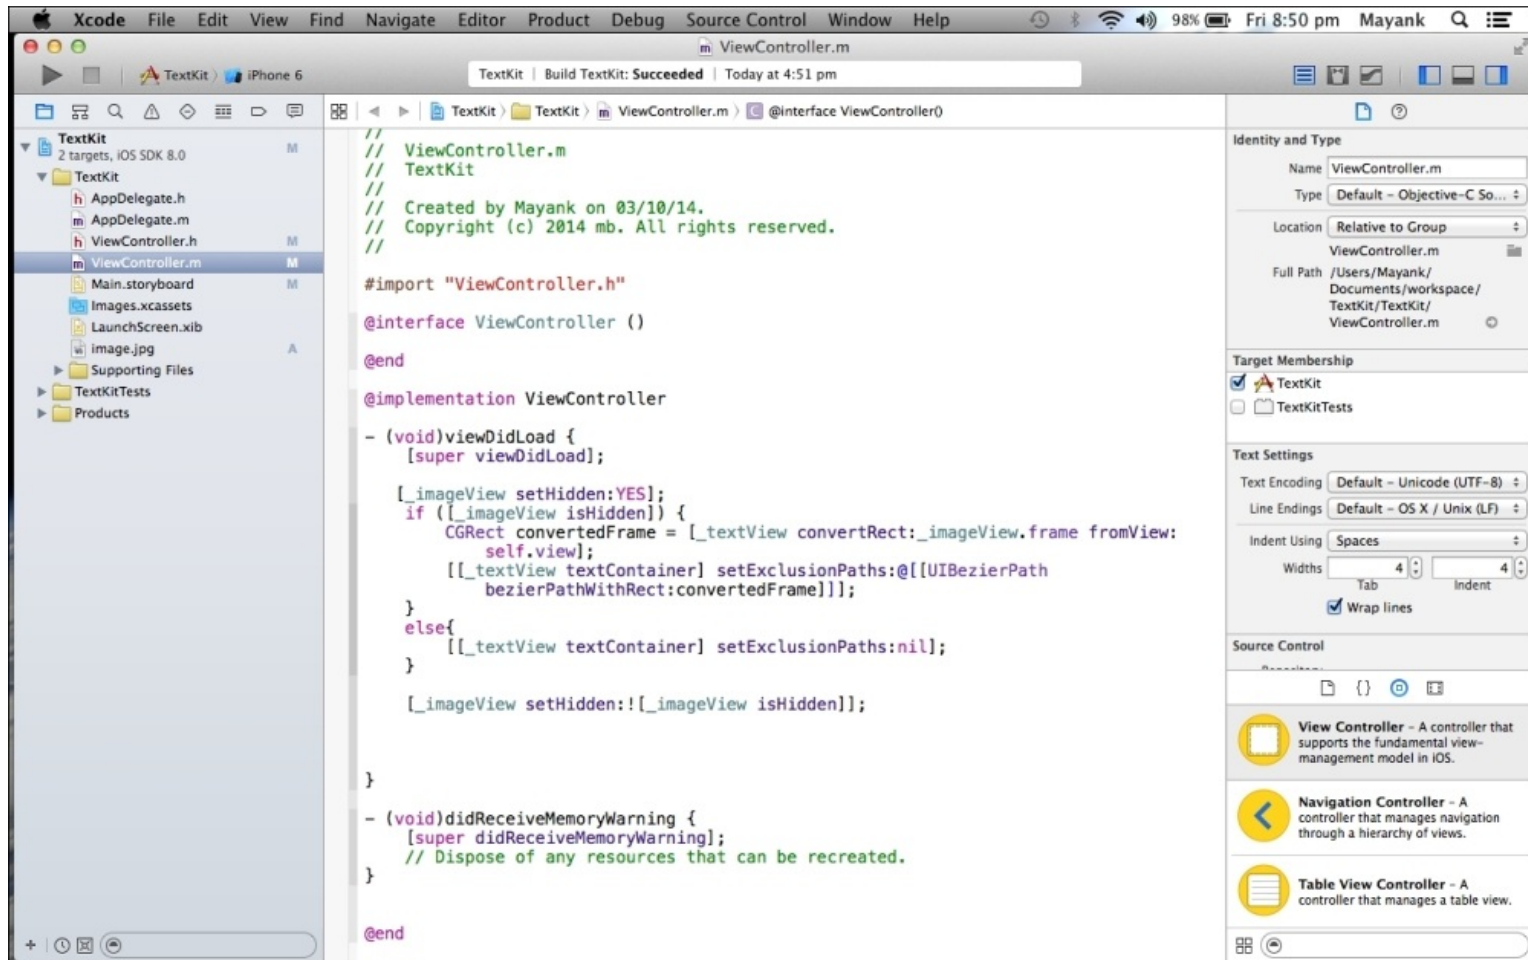 Xcode File Edit View Find Navigate Editor Product Debug Source Control Window Help 98% Fri 8:50 pm Mayank
ViewController.m
TextKit iPhone 6
TextKit | Build TextKit: Succeeded | Today at 4:51 pm
TextKit TextKit ViewController.m @interface ViewController()
TextKit
2 targets, iOS SDK 8.0 M
TextKit
AppDelegate.h
AppDelegate.m
ViewController.h M
ViewController.m M
Main.storyboard M
Images.xcassets
LaunchScreen.xib
image.jpg A
Supporting Files
TextKitTests
Products
//
// ViewController.m
// TextKit
//
// Created by Mayank on 03/10/14.
// Copyright (c) 2014 mb. All rights reserved.
//
#import "ViewController.h"
@interface ViewController ()
@end
@implementation ViewController
- (void)viewDidLoad {
[super viewDidLoad];
[_imageView setHidden:YES];
if ([_imageView isHidden]) {
CGRect convertedFrame = [_textView convertRect:_imageView.frame fromView:
self.view];
[[_textView textContainer] setExclusionPaths:@[[UIBezierPath
bezierPathWithRect:convertedFrame]]];
}
else{
[[_textView textContainer] setExclusionPaths:nil];
}
[_imageView setHidden:![_imageView isHidden]];
}
- (void)didReceiveMemoryWarning {
[super didReceiveMemoryWarning];
// Dispose of any resources that can be recreated.
}
@end
Identity and Type
Name ViewController.m
Type Default - Objective-C So...
Location Relative to Group
ViewController.m
Full Path /Users/Mayank/
Documents/workspace/
TextKit/TextKit/
ViewController.m
Target Membership
TextKit
TextKitTests
Text Settings
Text Encoding Default - Unicode (UTF-8)
Line Endings Default - OS X / Unix (LF)
Indent Using Spaces
Widths 4 4
Tab Indent
Wrap lines
Source Control
{}
View Controller - A controller that
supports the fundamental view-
management model in iOS.
Navigation Controller - A
controller that manages navigation
through a hierarchy of views.
Table View Controller - A
controller that manages a table view.